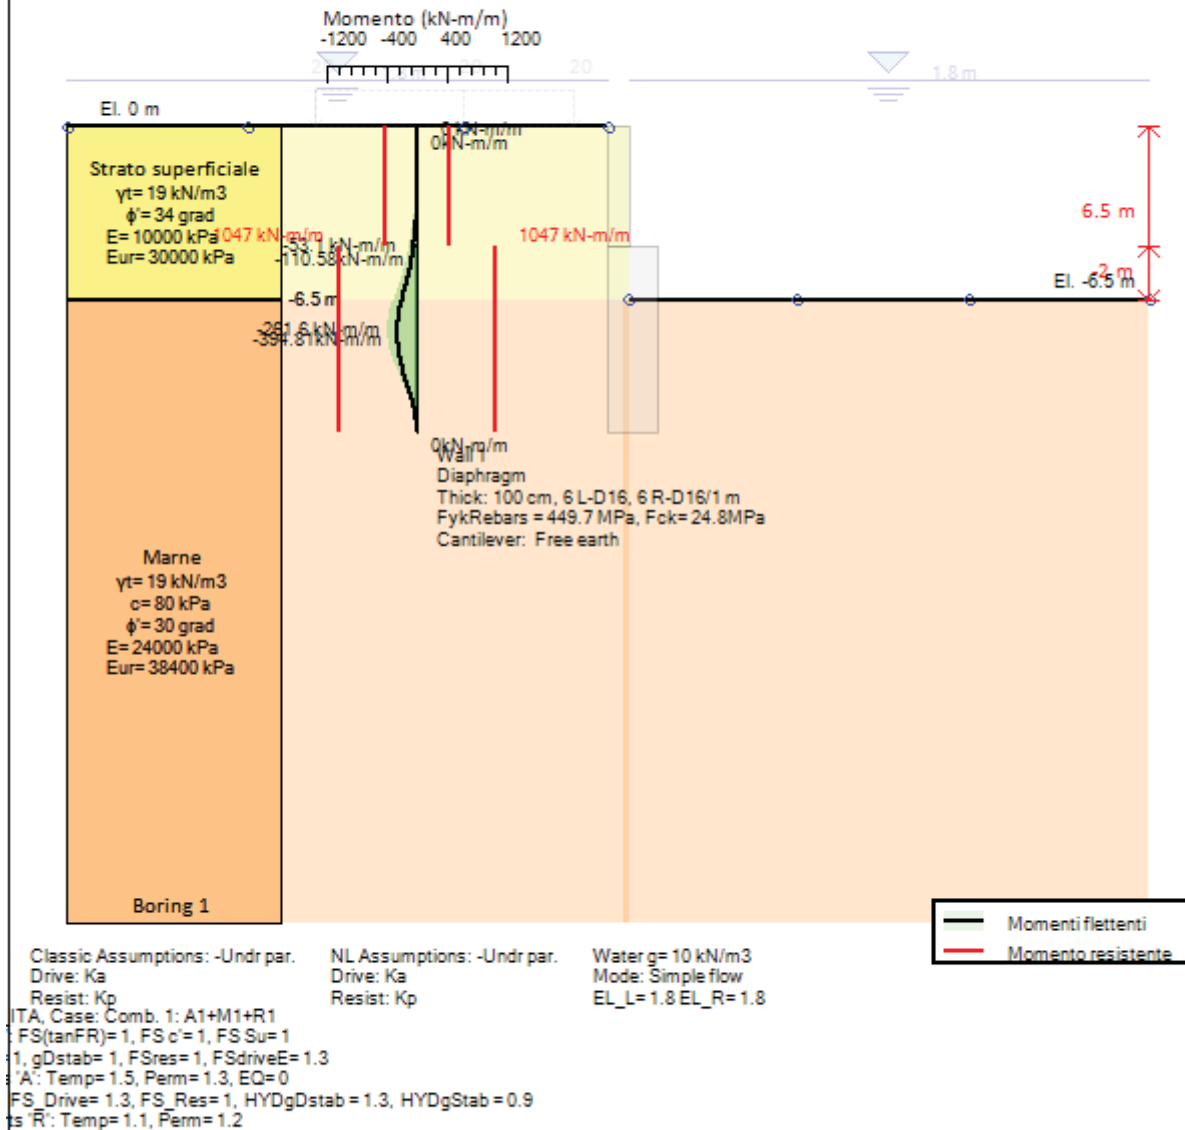 Momento (kN-m/m)
-1200 -400 400 1200
20
1.8 m
El. 0 m
0kN-m/m
Strato superficiale
γt= 19 kN/m3
ϕ'= 34 grad
E= 10000 kPa
Eur= 30000 kPa
1047 kN-m/m
1047 kN-m/m
-53.1 kN-m/m
-110.58kN-m/m
6.5 m
-2 m
El. -6.5 m
-6.5 m
-394.81kN-m/m
0kN-m/m
Wall 1
Diaphragm
Thick: 100 cm, 6 L-D16, 6 R-D16/1 m
FykRebars = 449.7 MPa, Fck= 24.8MPa
Cantilever: Free earth
Marne
γt= 19 kN/m3
c= 80 kPa
ϕ'= 30 grad
E= 24000 kPa
Eur= 38400 kPa
Boring 1
Momenti flettenti
Momento resistente
Classic Assumptions: -Undr par.
Drive: Ka
Resist: Kp
NL Assumptions: -Undr par.
Drive: Ka
Resist: Kp
Water g= 10 kN/m3
Mode: Simple flow
EL_L= 1.8 EL_R= 1.8
ITA, Case: Comb. 1: A1+M1+R1
: FS(tanFR)= 1, FS c'= 1, FS Su= 1
1, gDstab= 1, FSres= 1, FSdriveE= 1.3
'A': Temp= 1.5, Perm= 1.3, EQ= 0
FS_Drive= 1.3, FS_Res= 1, HYDgDstab = 1.3, HYDgStab = 0.9
ts 'R': Temp= 1.1, Perm= 1.2